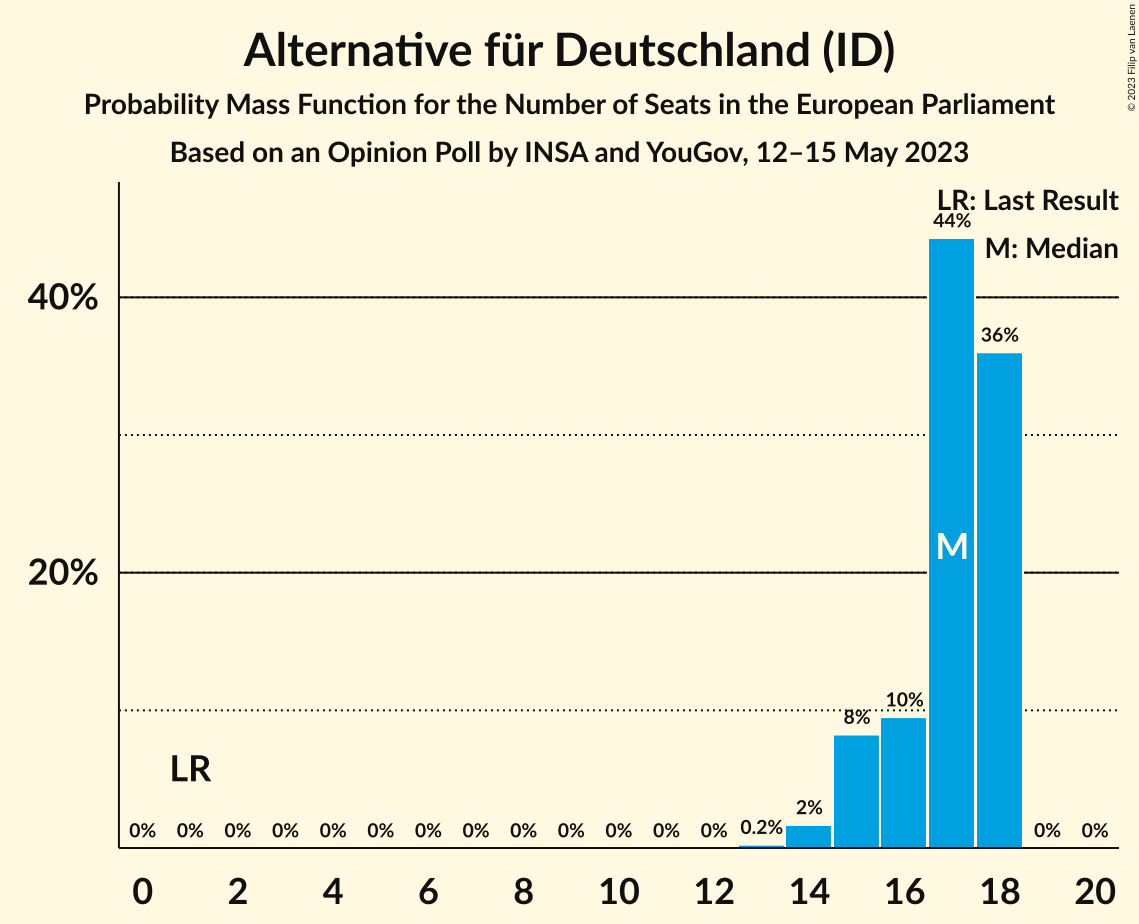 Alternative für Deutschland (ID)
Probability Mass Function for the Number of Seats in the European Parliament
Based on an Opinion Poll by INSA and YouGov, 12–15 May 2023
© 2023 Filip van Laenen
LR: Last Result
M: Median
44%
40%
36%
M
20%
10%
8%
LR
2%
0% 0% 0% 0% 0% 0% 0% 0% 0% 0% 0% 0% 0% 0.2% 0% 0%
0 2 4 6 8 10 12 14 16 18 20